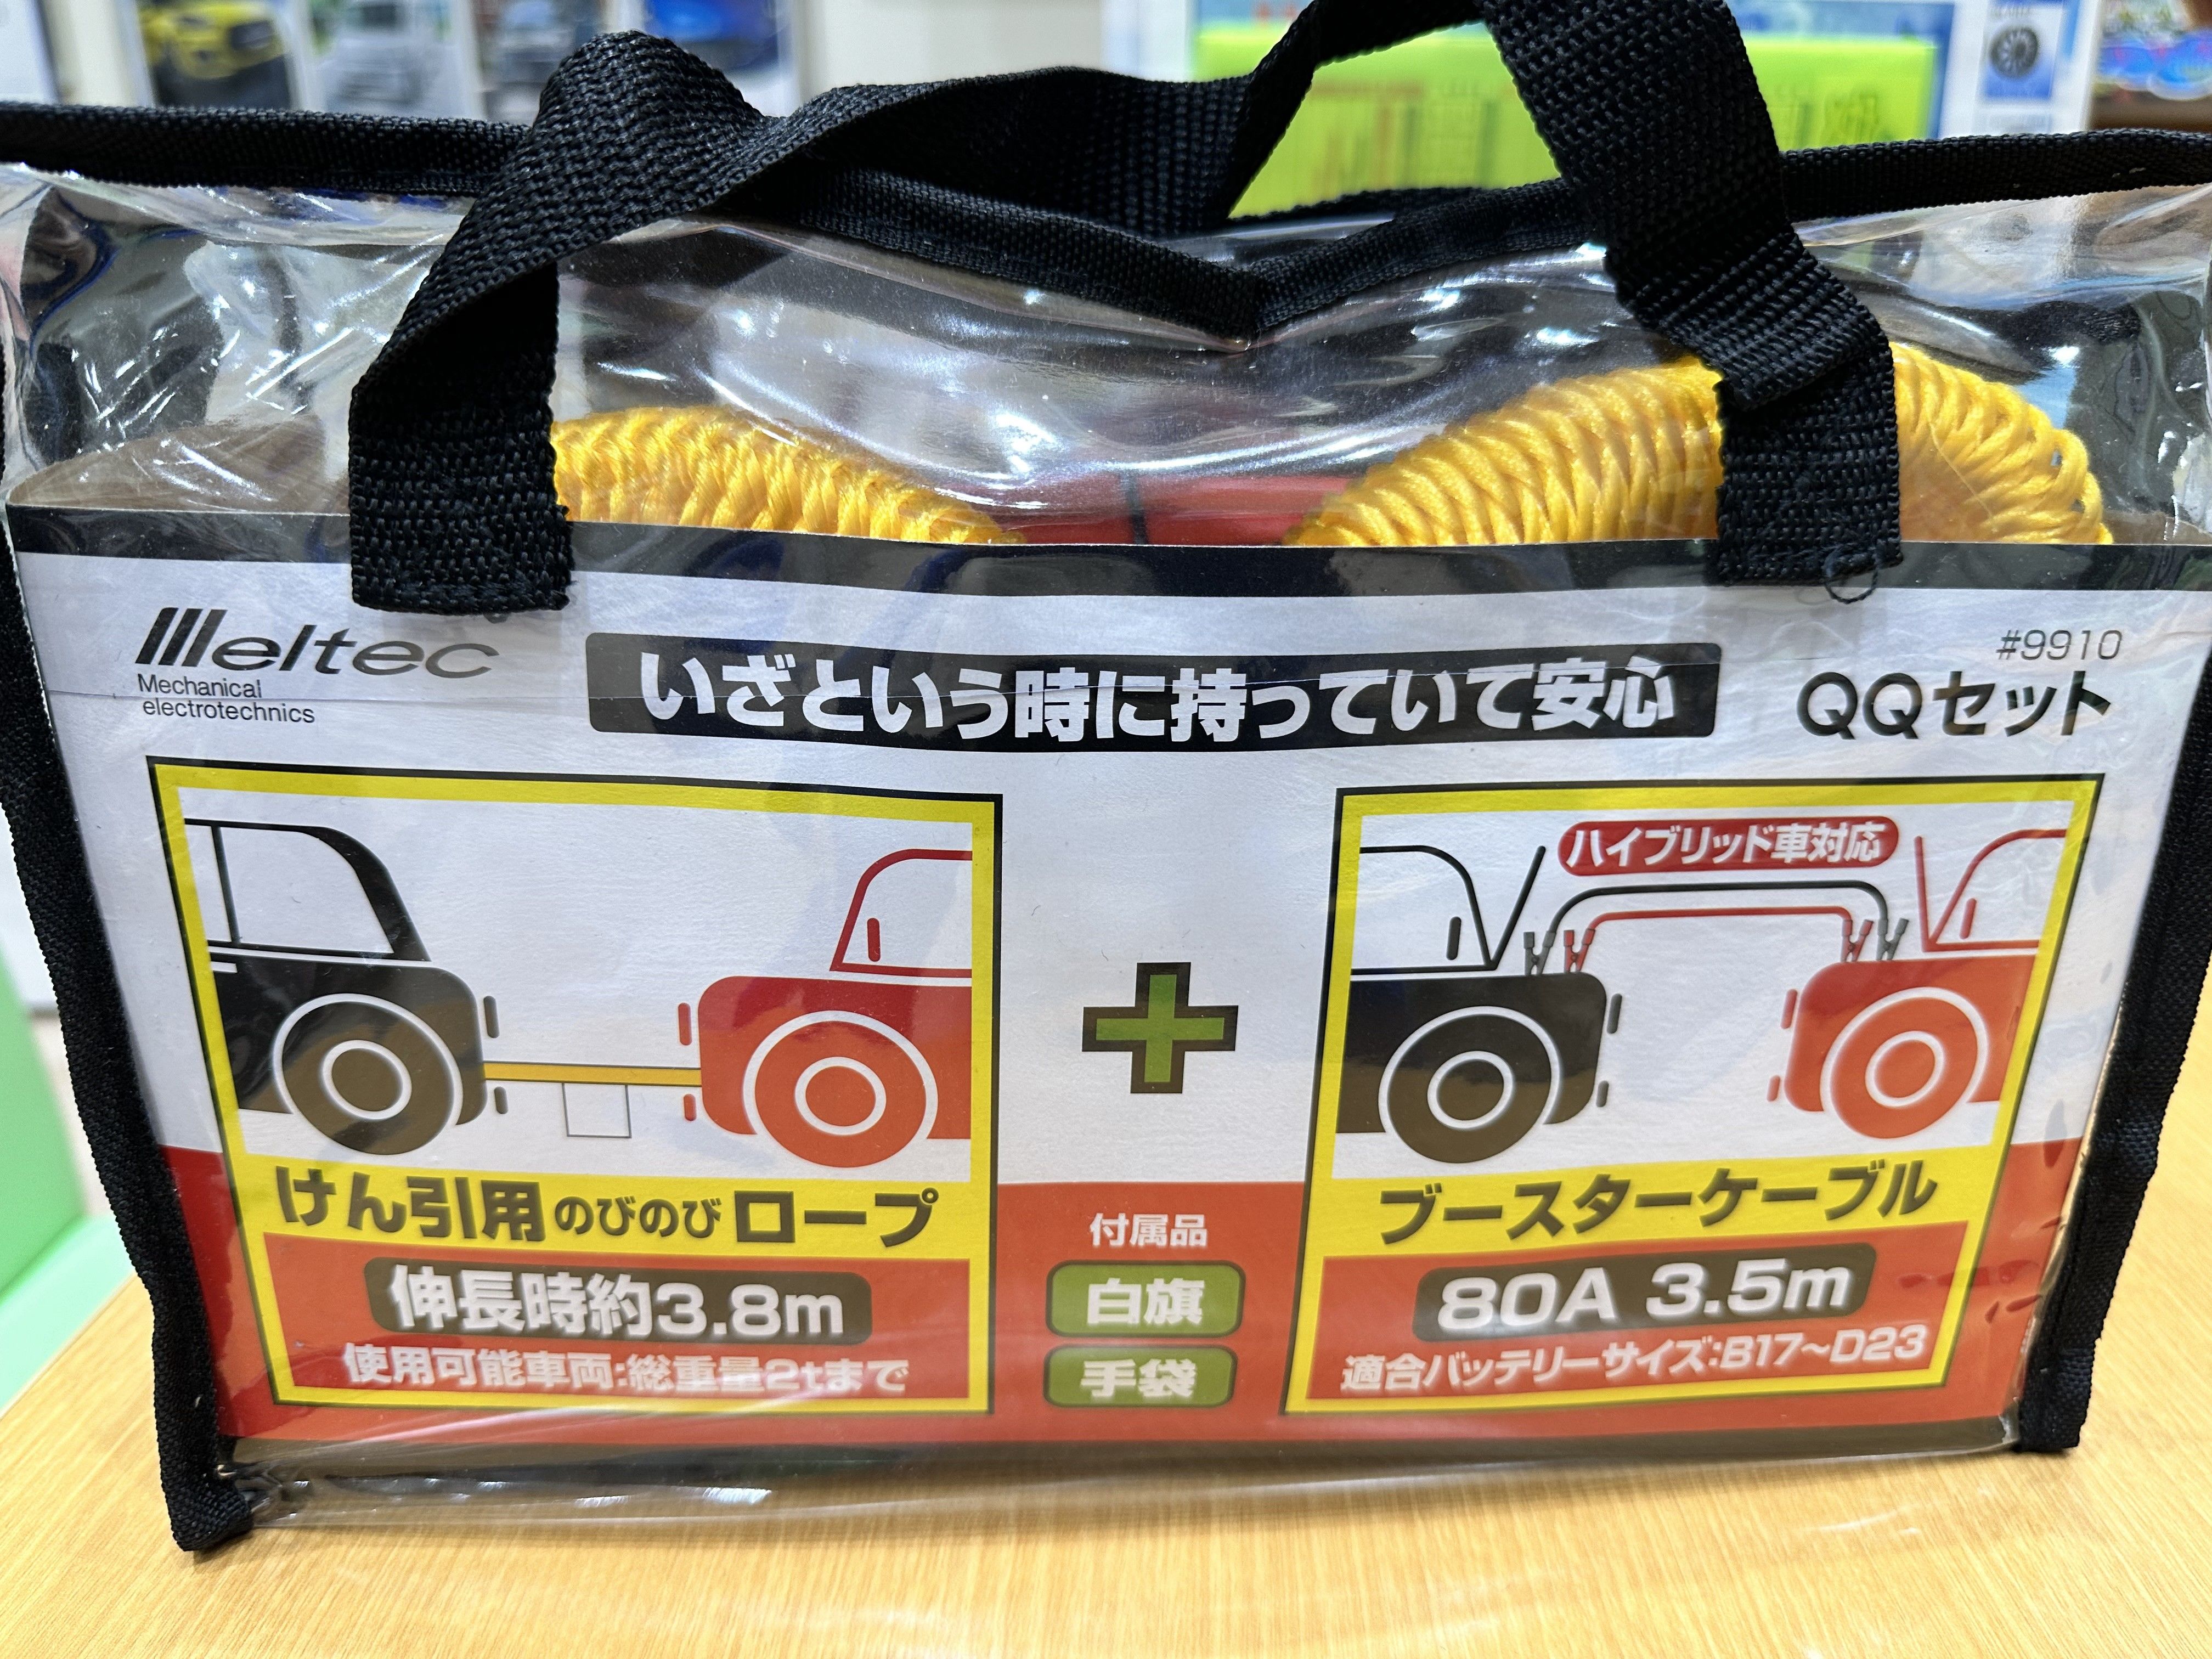 Meltec
Mechanical
electrotechnics
いざという時に持っていて安心
#9910
QQセット
ハイブリッド車対応
けん引用のびのびロープ
伸長時約3.8m
使用可能車両:総重量2tまで
付属品
白旗
手袋
ブースターケーブル
80A 3.5m
適合バッテリーサイズ:B17~D23